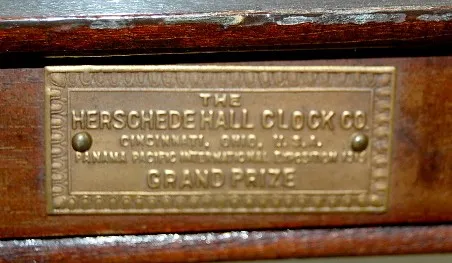 THE
HERSCHEDE HALL CLOCK CO.
CINCINNATI, OHIO, U.S.A.
PANAMA PACIFIC INTERNATIONAL EXPOSITION 1915
GRAND PRIZE